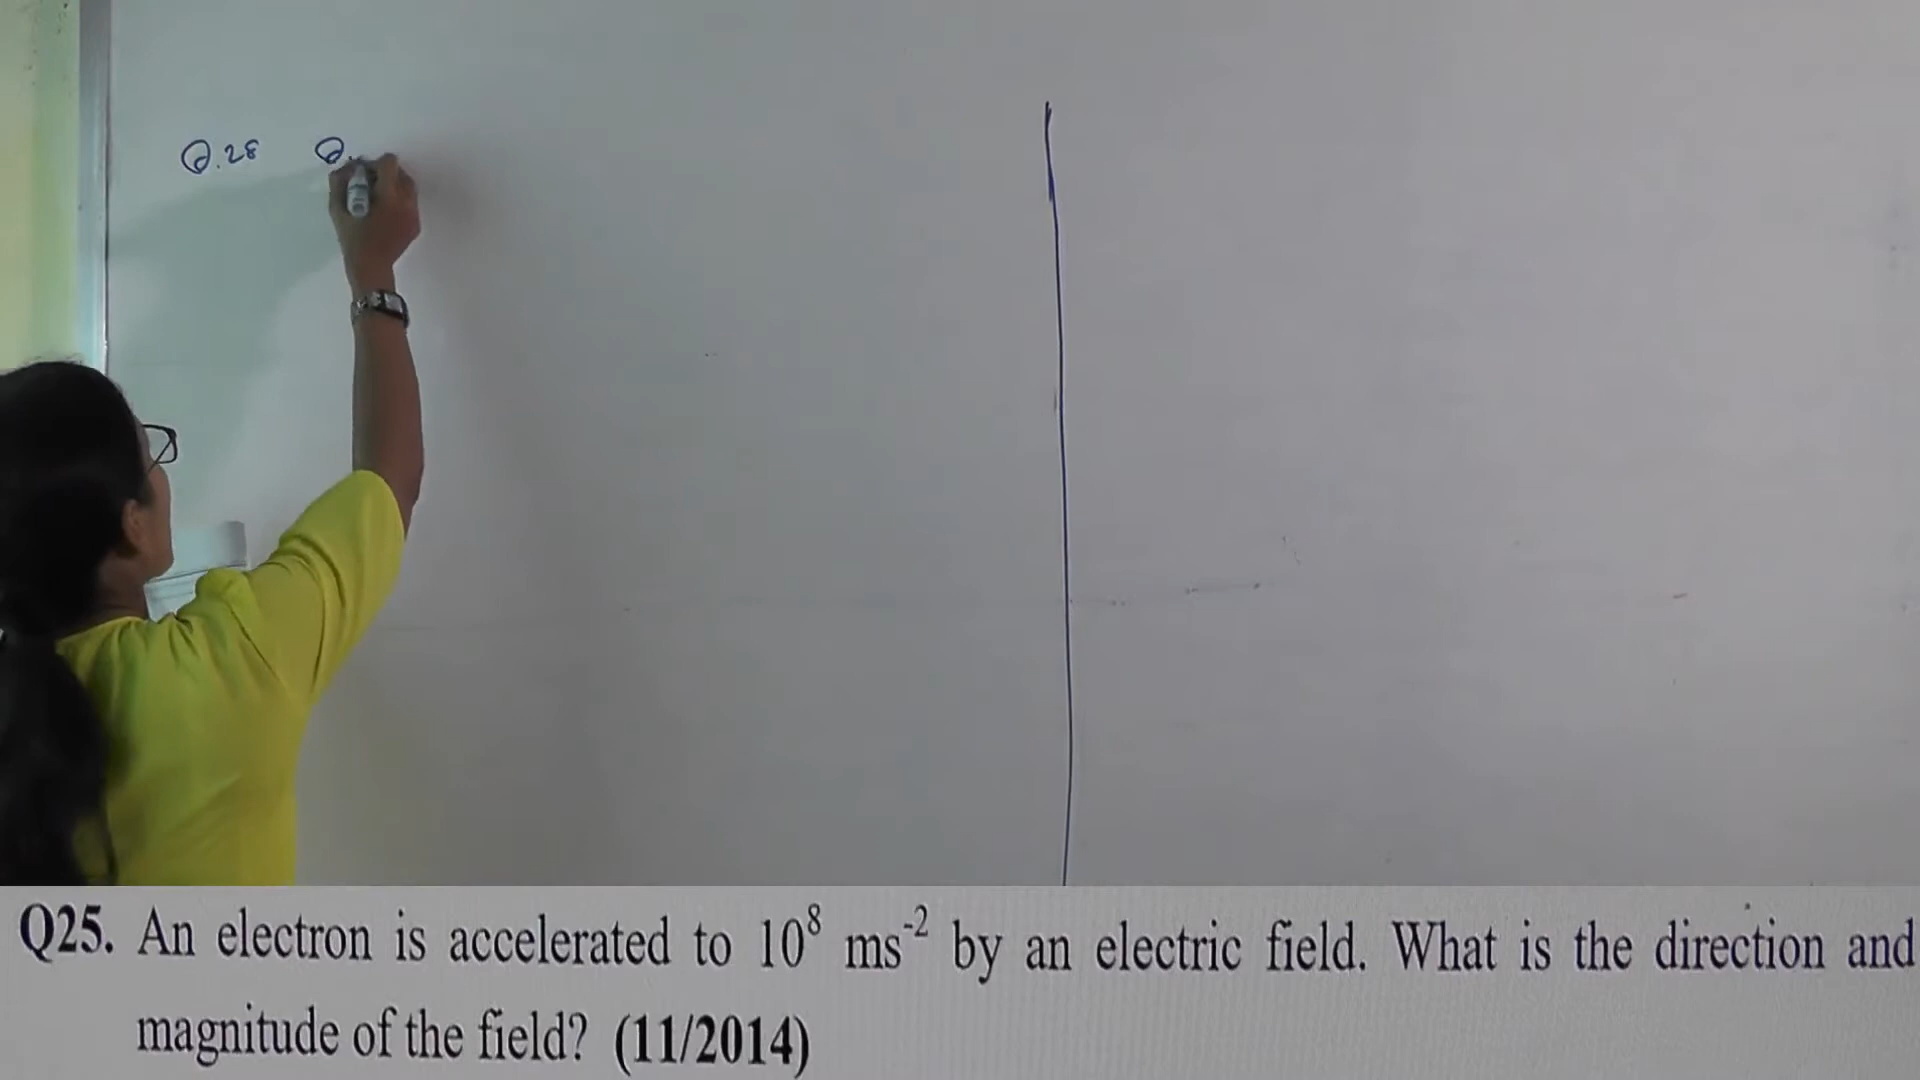 Q.28 Q.
Q25. An electron is accelerated to 10⁸ ms⁻² by an electric field. What is the direction and
magnitude of the field? (11/2014)